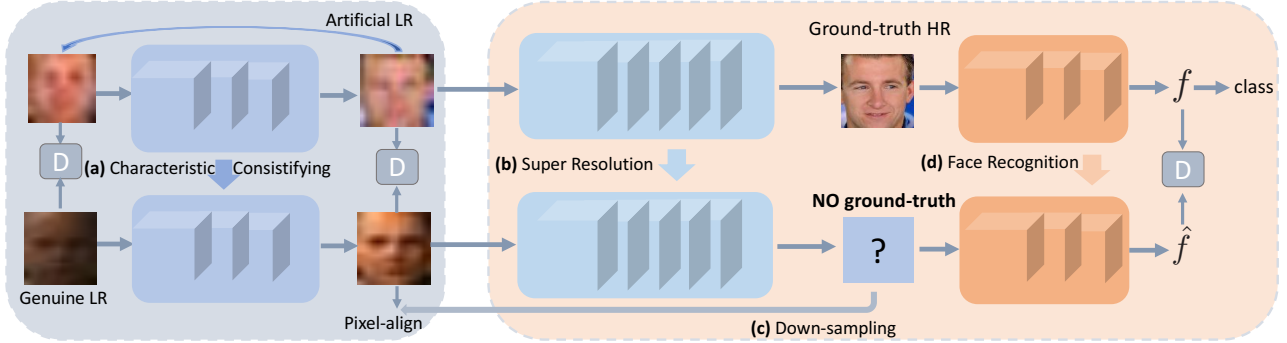 Artificial LR
Ground-truth HR
f
class
D
(a) Characteristic Consistifying
D
(b) Super Resolution
(d) Face Recognition
D
NO ground-truth
?
f̂
Genuine LR
Pixel-align
(c) Down-sampling